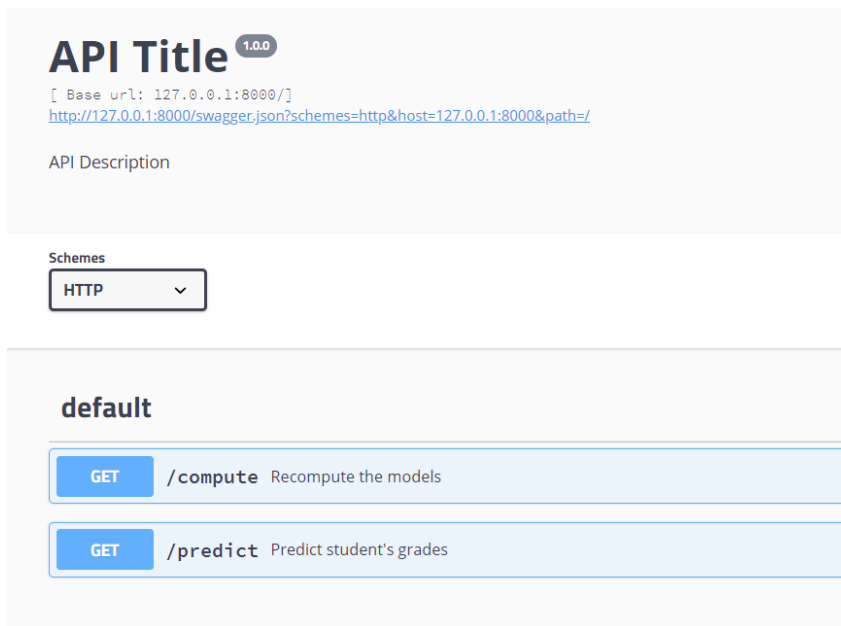 API Title 1.0.0
[ Base url: 127.0.0.1:8000/]
http://127.0.0.1:8000/swagger.json?schemes=http&host=127.0.0.1:8000&path=/
API Description
Schemes
HTTP
default
GET /compute Recompute the models
GET /predict Predict student's grades